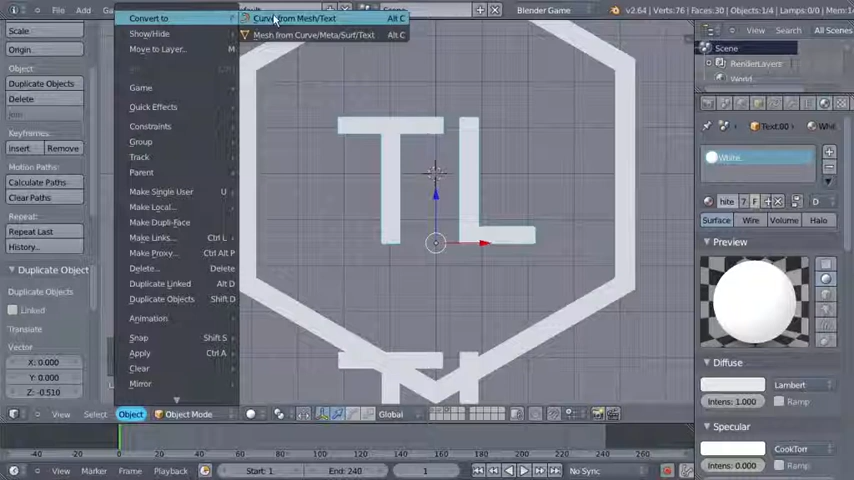 File
Add
Blender Game
v2.64 | Verts:76 | Faces:30 | Objects:1/4 | Lamps:0/0
Scale
Origin...
Object:
Duplicate Objects
Delete
Join
Keyframes:
Insert
Remove
Motion Paths:
Calculate Paths
Clear Paths
Repeat:
Repeat Last
History...
Duplicate Object
Duplicate Objects
Linked
Translate
Vector
X: 0.000
Y: 0.000
Z: -0.510
Convert to
Show/Hide
Move to Layer... M
Game
Quick Effects
Constraints
Group
Track
Parent
Make Single User U
Make Local...
Make Dupli-Face
Make Links... Ctrl L
Make Proxy... Ctrl Alt P
Delete... Delete
Duplicate Linked Alt D
Duplicate Objects Shift D
Animation
Snap Shift S
Apply Ctrl A
Clear
Mirror
Curve from Mesh/Text Alt C
Mesh from Curve/Meta/Surf/Text Alt C
TL
View Select Object Object Mode Global
-40 -20 0 20 40 60 80 100 120 140 160 180 200 220 240 260
View Marker Frame Playback Start: 1 End: 240 1 No Sync
View Search All Scenes
Scene
RenderLayers
World
Text.00
Whit
White
hite 7 F D
Surface Wire Volume Halo
Preview
Diffuse
Lambert
Intens: 1.000 Ramp
Specular
CookTorr
Intens: 0.000 Ramp